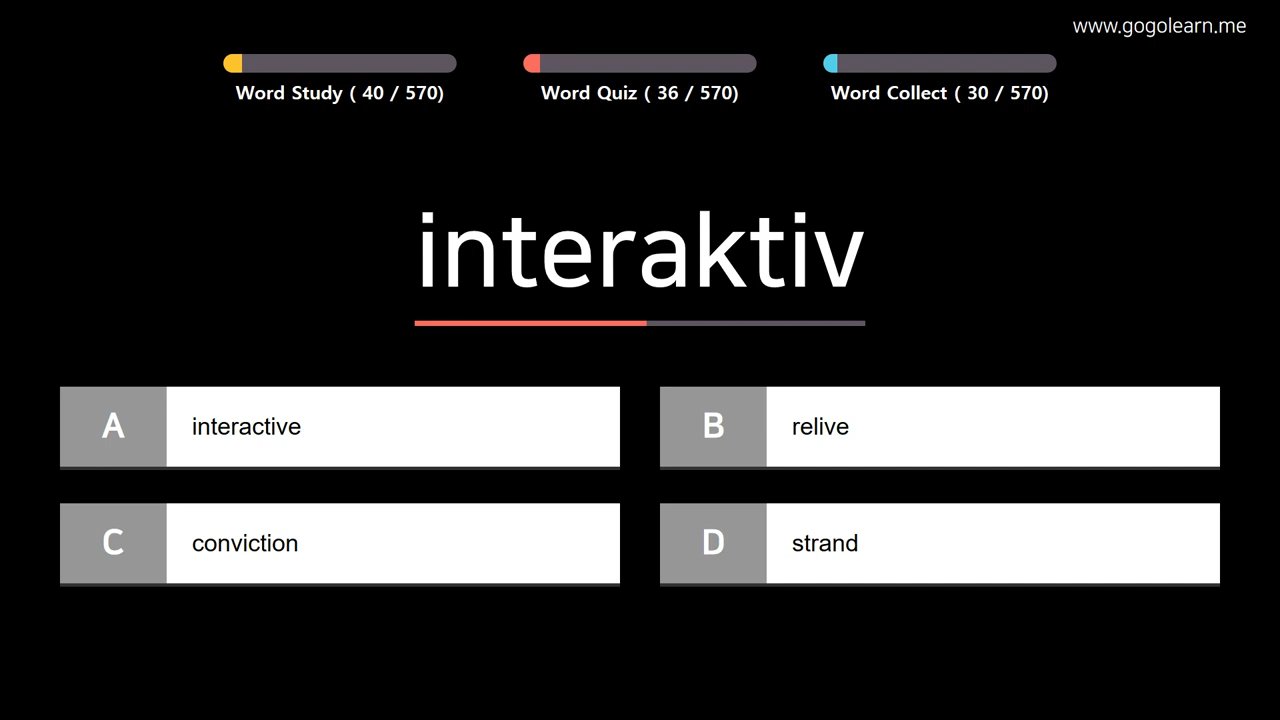 www.gogolearn.me
Word Study ( 40 / 570)
Word Quiz ( 36 / 570)
Word Collect ( 30 / 570)
interaktiv
A
interactive
B
relive
C
conviction
D
strand